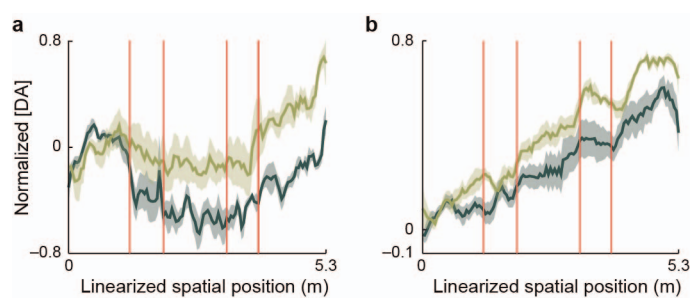 a
0.8
0
−0.8
Normalized [DA]
0
5.3
Linearized spatial position (m)
b
0.8
0
−0.1
0
5.3
Linearized spatial position (m)